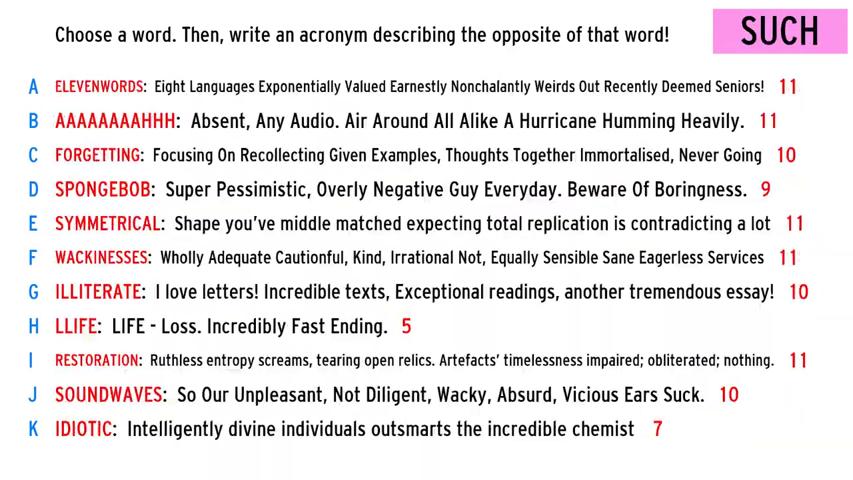 Choose a word. Then, write an acronym describing the opposite of that word!
SUCH
A ELEVENWORDS: Eight Languages Exponentially Valued Earnestly Nonchalantly Weirds Out Recently Deemed Seniors! 11
B AAAAAAAAHHH: Absent, Any Audio. Air Around All Alike A Hurricane Humming Heavily. 11
C FORGETTING: Focusing On Recollecting Given Examples, Thoughts Together Immortalised, Never Going 10
D SPONGEBOB: Super Pessimistic, Overly Negative Guy Everyday. Beware Of Boringness. 9
E SYMMETRICAL: Shape you've middle matched expecting total replication is contradicting a lot 11
F WACKINESSES: Wholly Adequate Cautionful, Kind, Irrational Not, Equally Sensible Sane Eagerless Services 11
G ILLITERATE: I love letters! Incredible texts, Exceptional readings, another tremendous essay! 10
H LLIFE: LIFE - Loss. Incredibly Fast Ending. 5
I RESTORATION: Ruthless entropy screams, tearing open relics. Artefacts' timelessness impaired; obliterated; nothing. 11
J SOUNDWAVES: So Our Unpleasant, Not Diligent, Wacky, Absurd, Vicious Ears Suck. 10
K IDIOTIC: Intelligently divine individuals outsmarts the incredible chemist 7